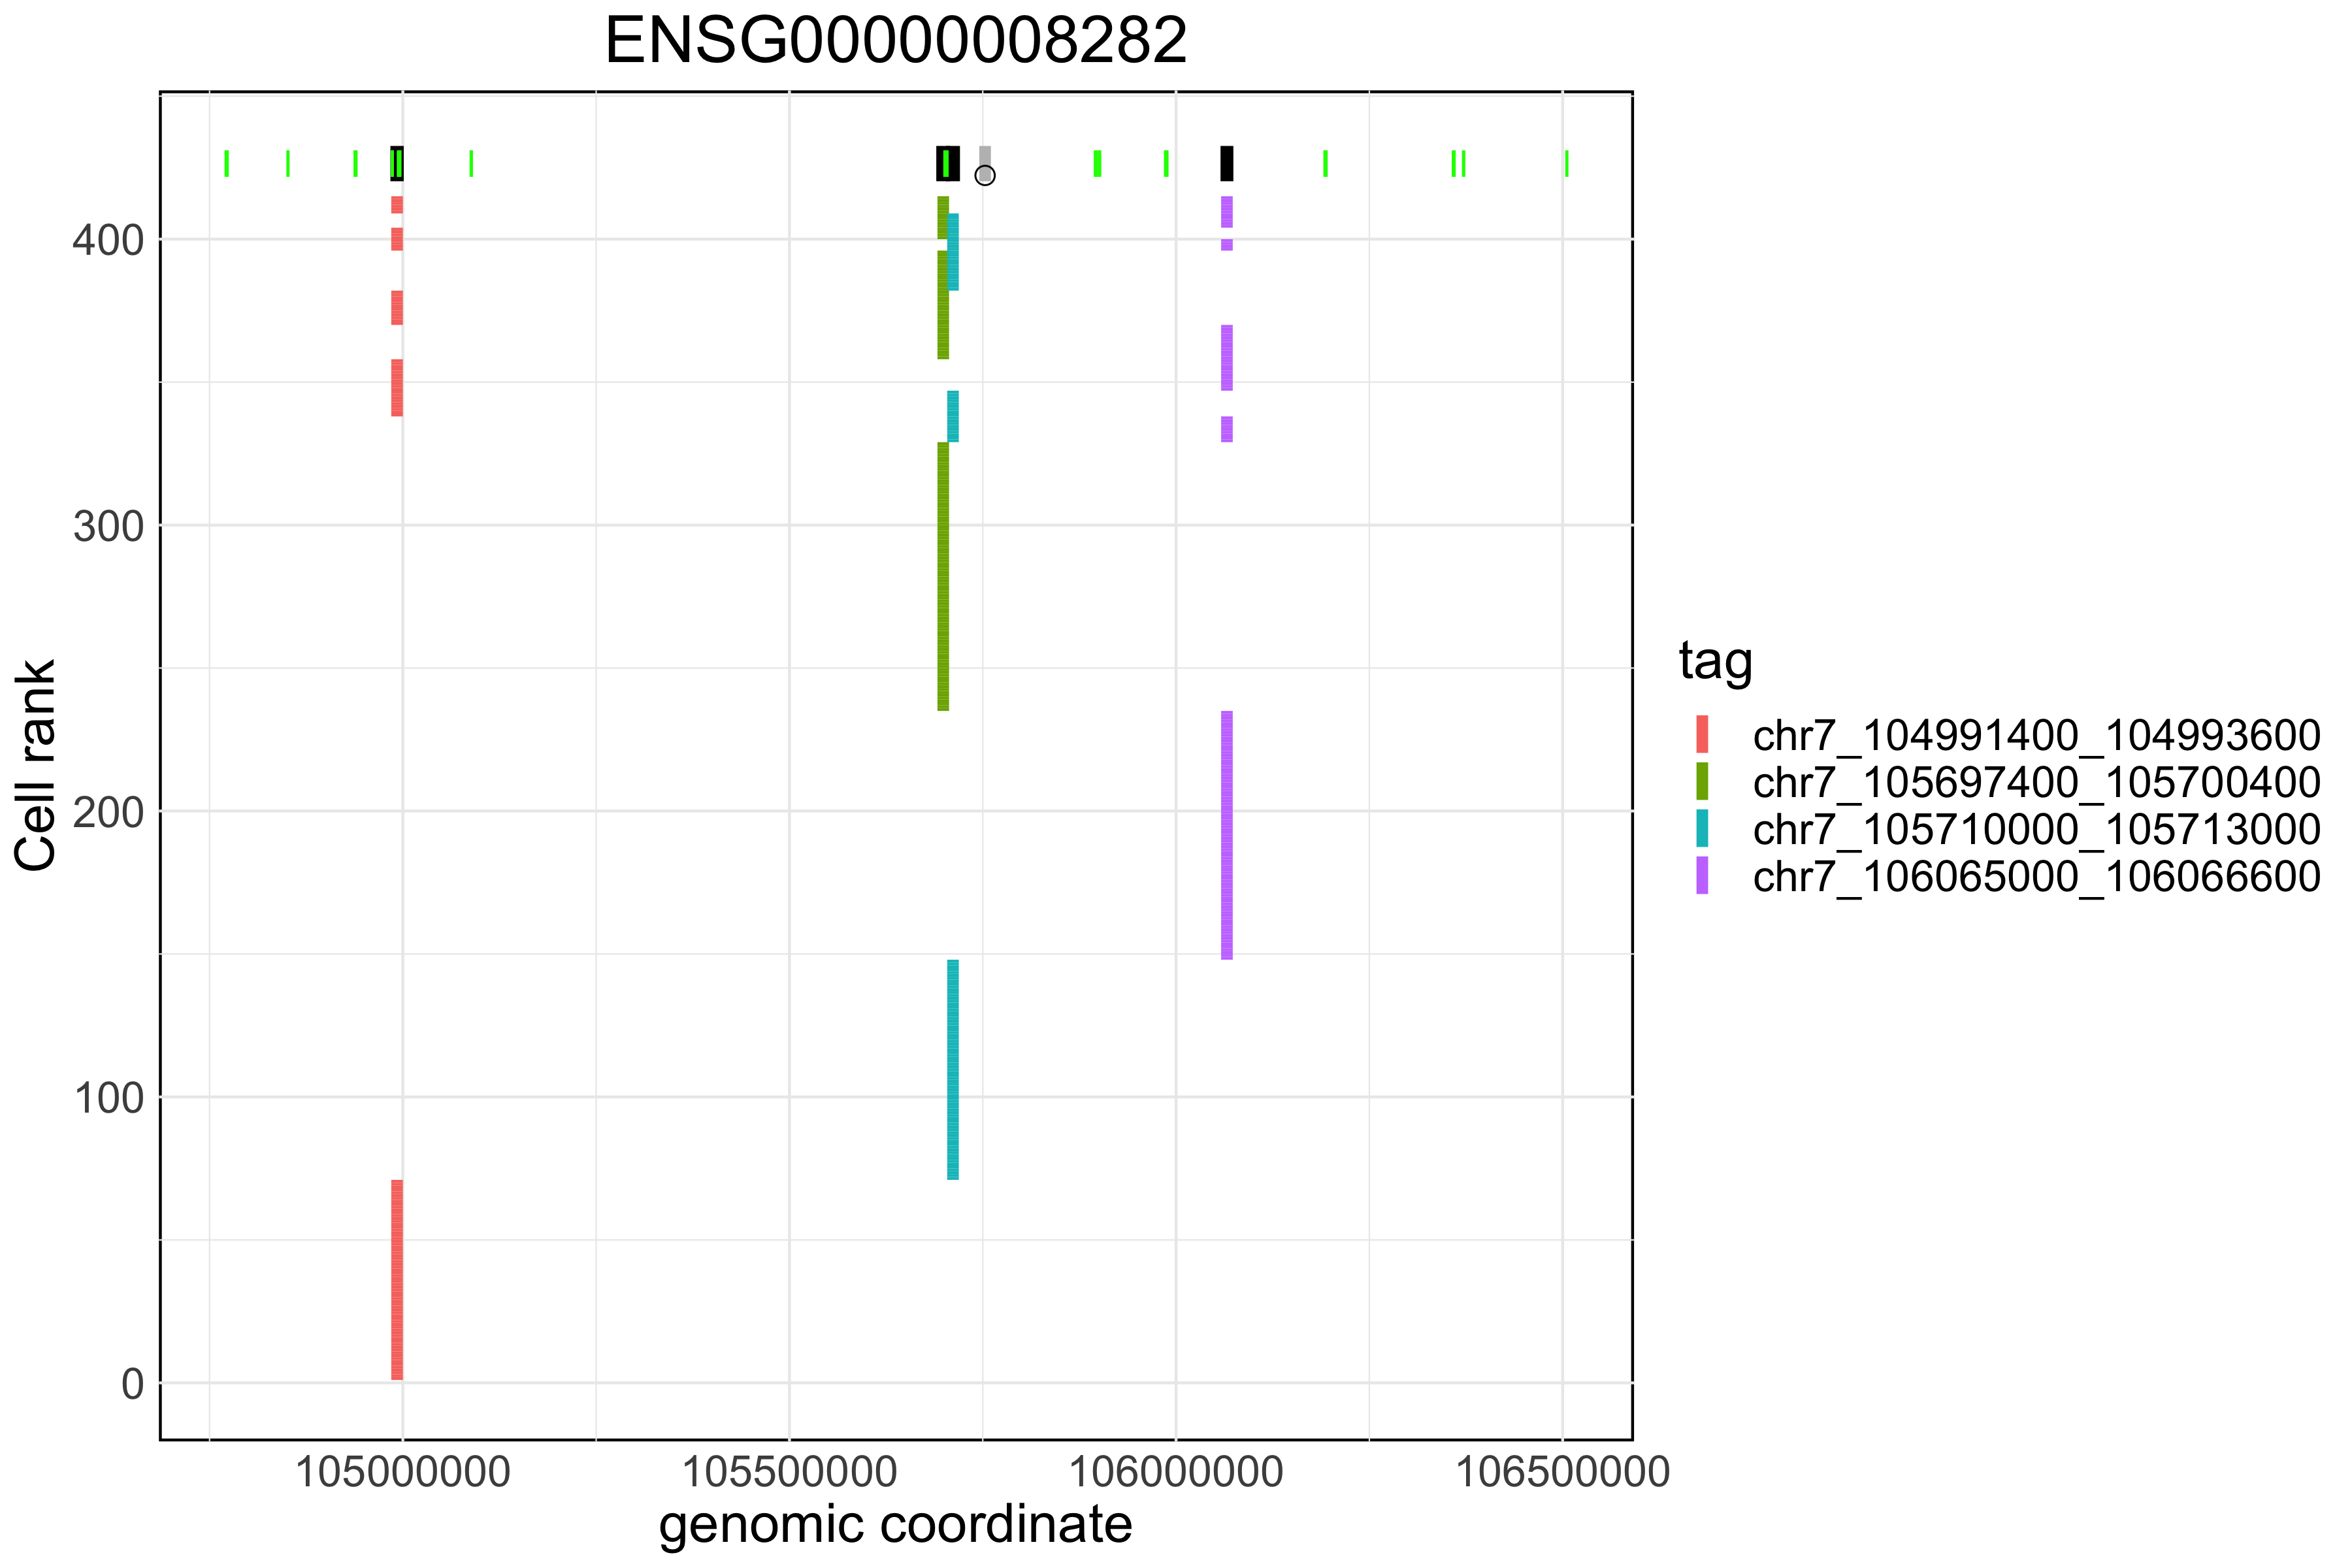 ENSG00000008282
400
300
200
100
0
Cell rank
105000000
105500000
106000000
106500000
genomic coordinate
tag
chr7_104991400_104993600
chr7_105697400_105700400
chr7_105710000_105713000
chr7_106065000_106066600